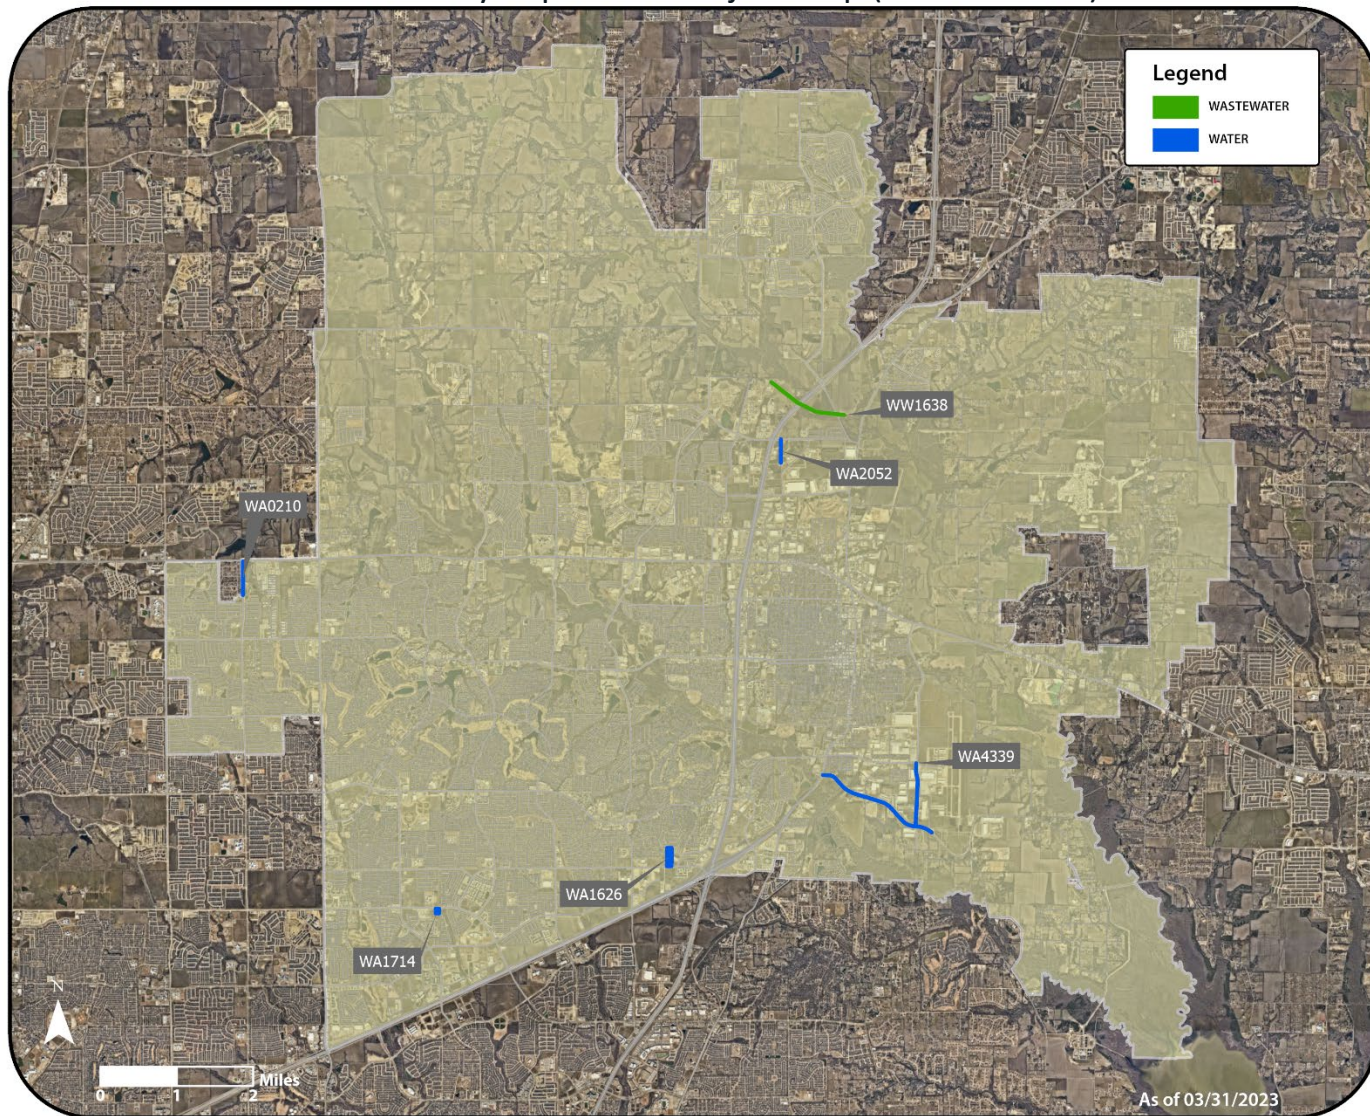 Legend
WASTEWATER
WATER
WW1638
WA2052
WA0210
WA4339
WA1626
WA1714
N
Miles
0 1 2
As of 03/31/2023